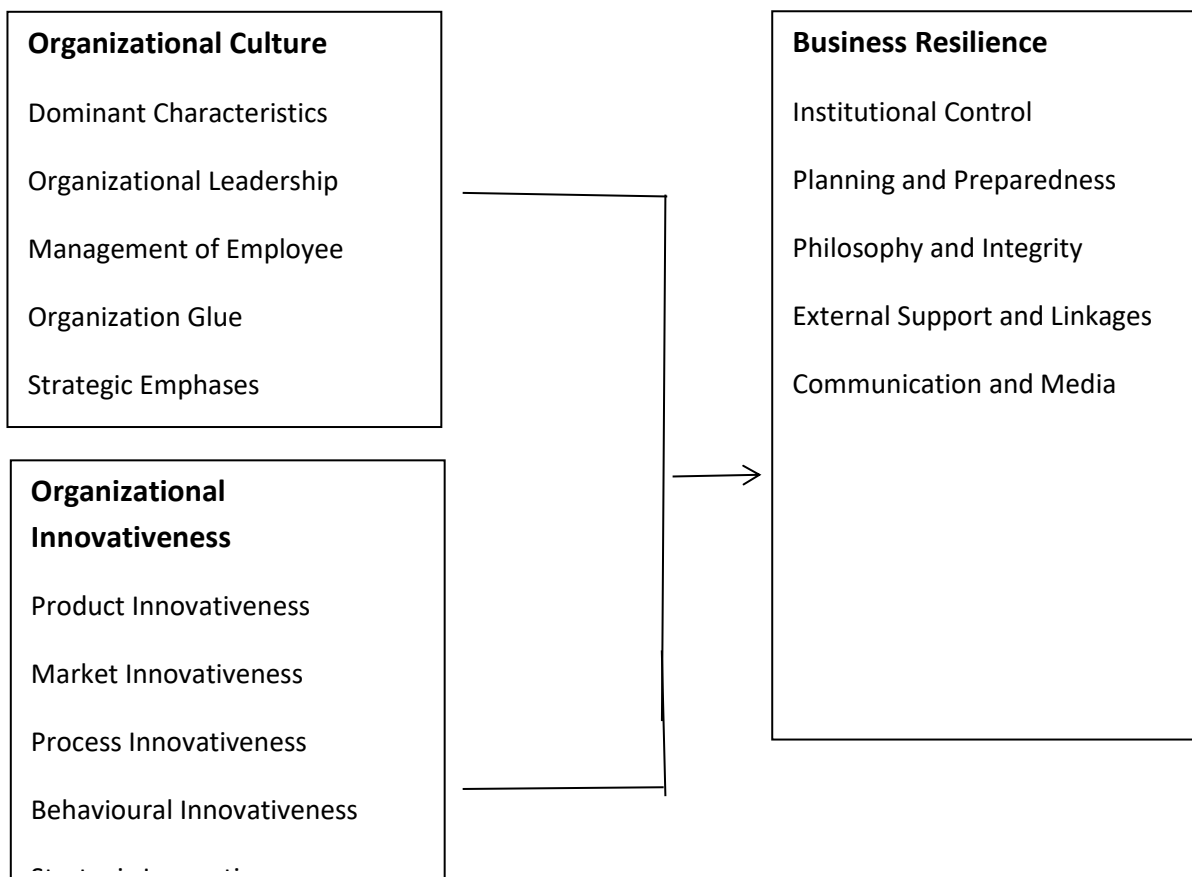 Organizational Culture
Dominant Characteristics
Organizational Leadership
Management of Employee
Organization Glue
Strategic Emphases
Organizational
Innovativeness
Product Innovativeness
Market Innovativeness
Process Innovativeness
Behavioural Innovativeness
Business Resilience
Institutional Control
Planning and Preparedness
Philosophy and Integrity
External Support and Linkages
Communication and Media